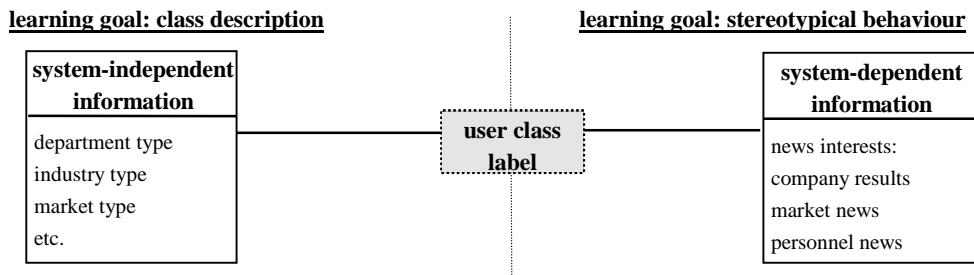 learning goal: class description
learning goal: stereotypical behaviour
system-independent
information
department type
industry type
market type
etc.
user class
label
system-dependent
information
news interests:
company results
market news
personnel news